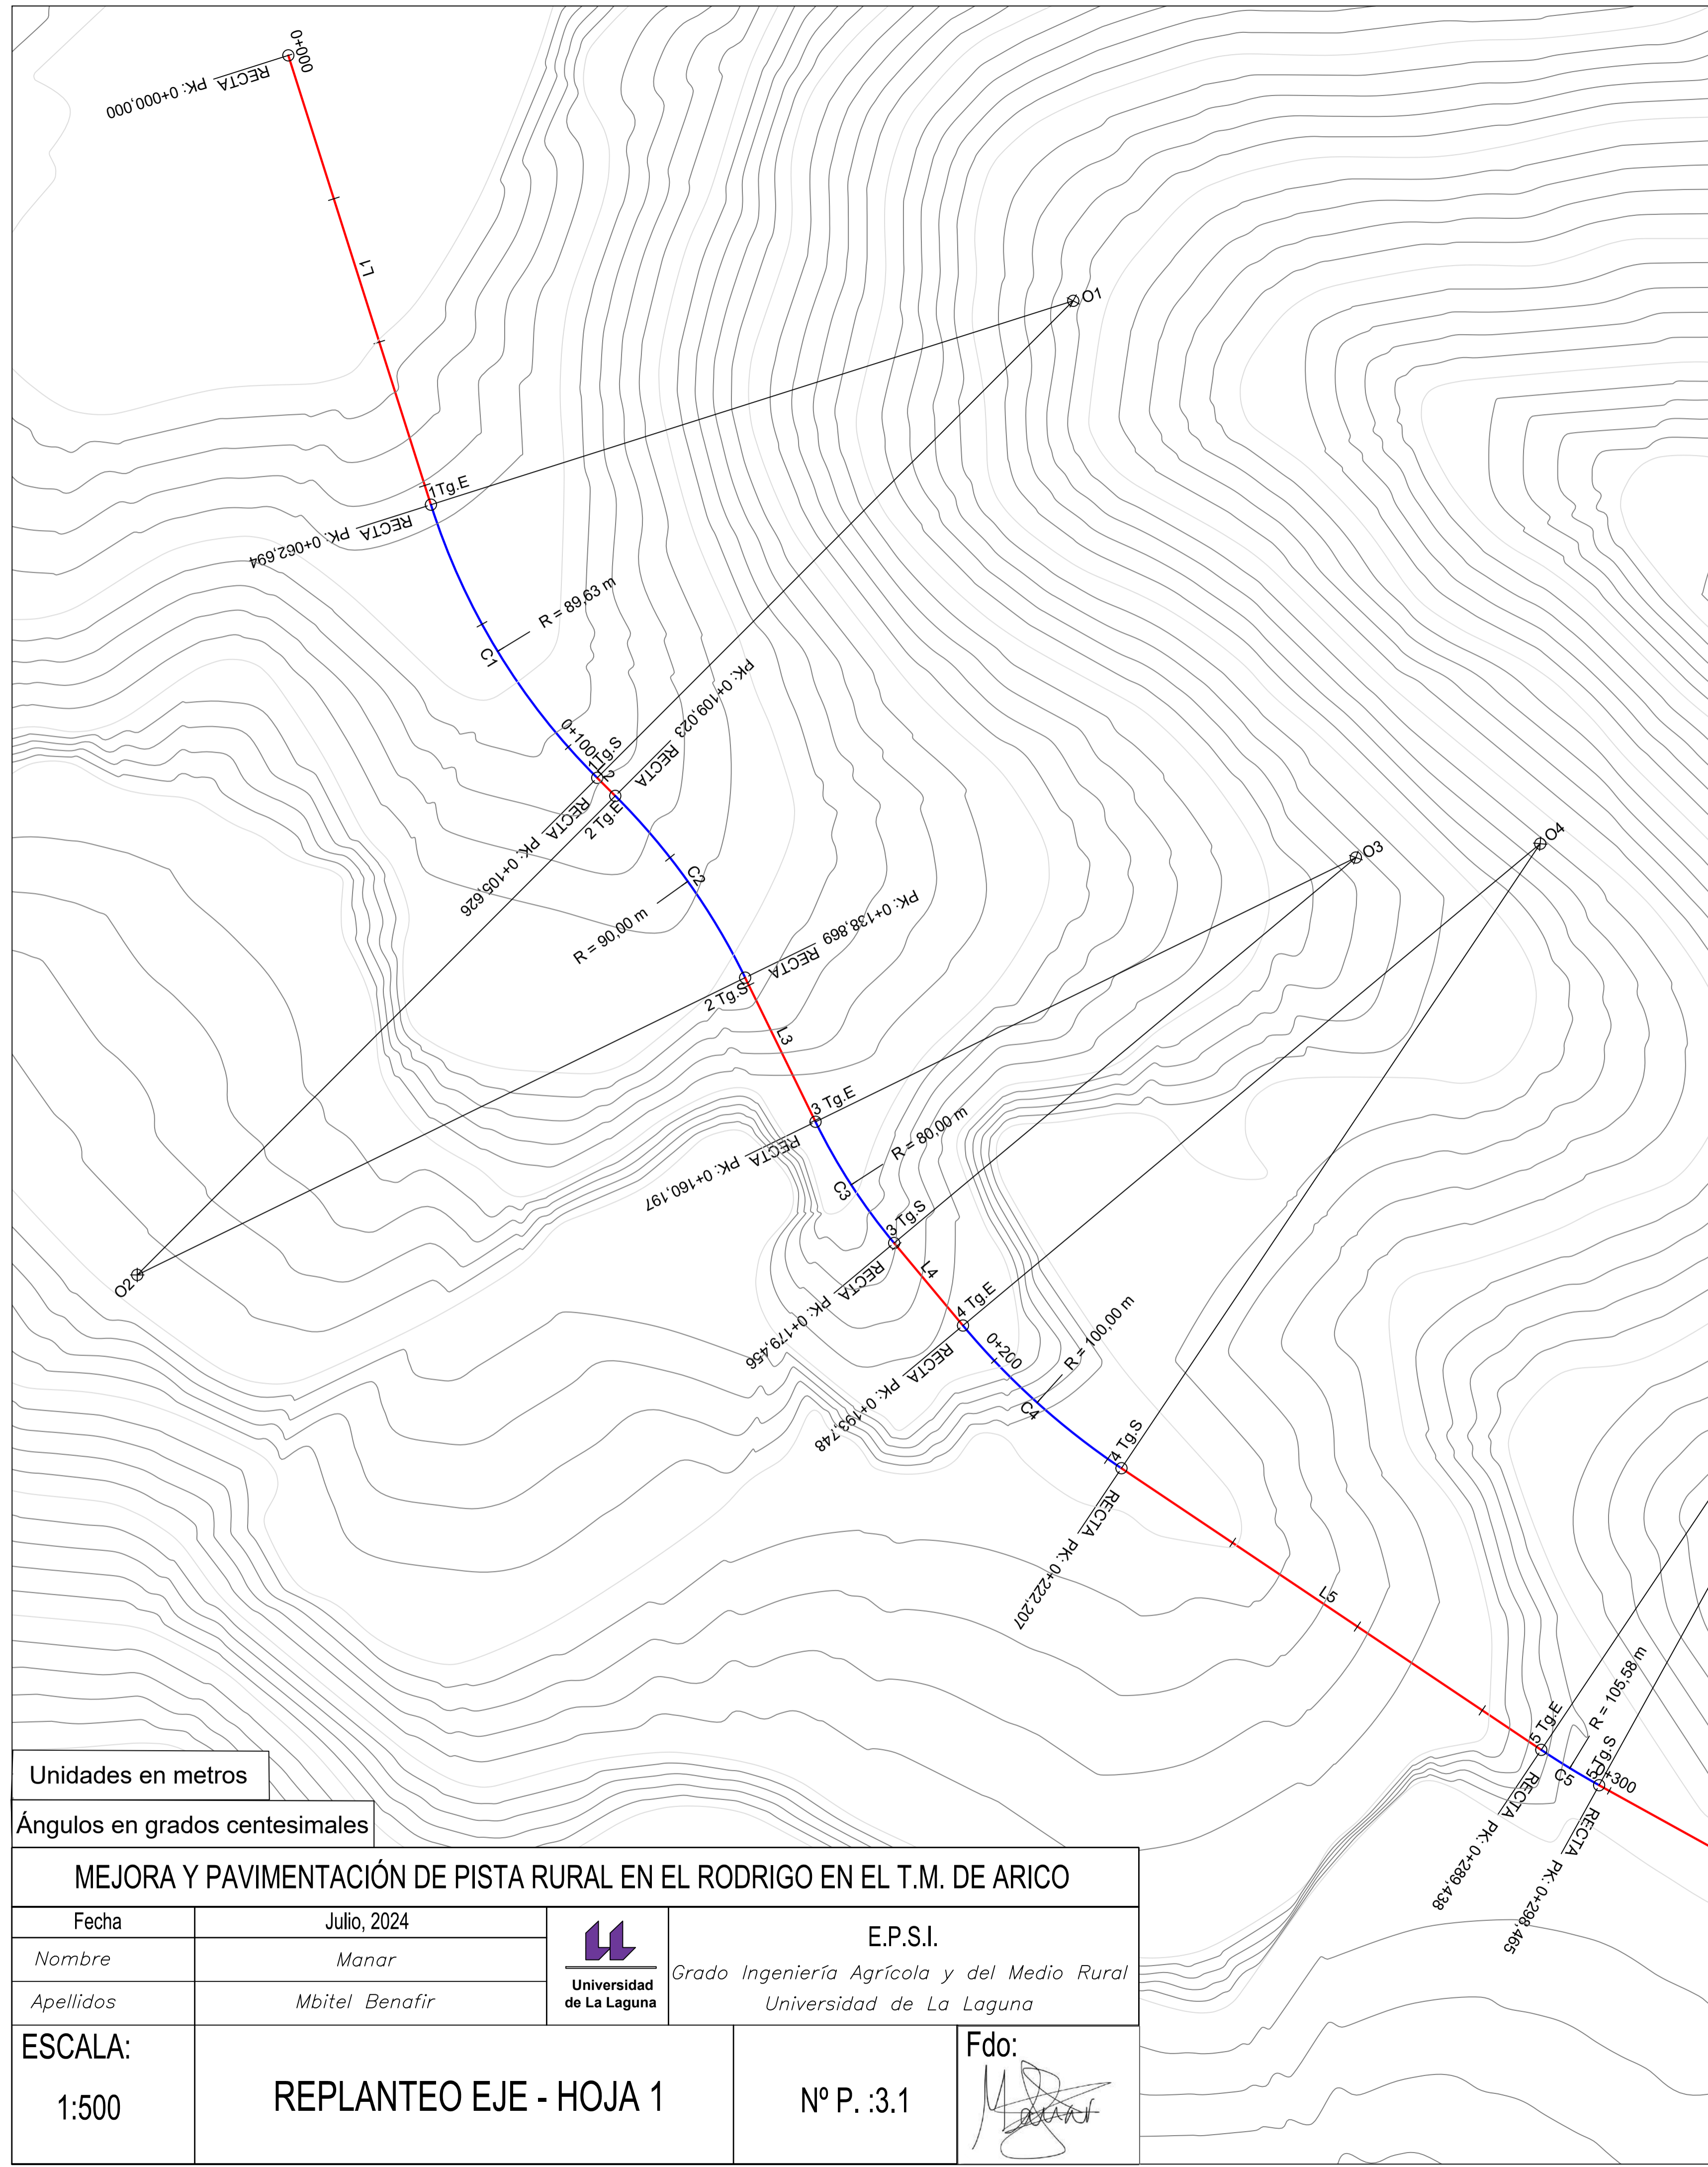 0+000
RECTA PK: 0+000,000
L1
O1
1Tg.E
RECTA PK: 0+062,694
R = 89,63 m
C1
0+100
1Tg.S
PK: 0+109,023 RECTA
2 Tg.E
RECTA PK: 0+105,626
C2
O3
O4
R = 90,00 m
PK: 0+138,869 RECTA
2 Tg.S
L3
3 Tg.E
R = 80,00 m
RECTA PK: 0+160,197
C3
3 Tg.S
O2
L4
RECTA PK: 0+179,456
4 Tg.E
0+200
R = 100,00 m
RECTA PK: 0+193,748
C4
4 Tg.S
RECTA PK: 0+222,207
L5
R = 105,58 m
5 Tg.E
5 Tg.S
C5
0+300
RECTA PK: 0+289,438
RECTA PK: 0+298,465
Unidades en metros
Ángulos en grados centesimales
MEJORA Y PAVIMENTACIÓN DE PISTA RURAL EN EL RODRIGO EN EL T.M. DE ARICO
Fecha Julio, 2024
Nombre Manar
Apellidos Mbitel Benafir
Universidad
de La Laguna
E.P.S.I.
Grado Ingeniería Agrícola y del Medio Rural
Universidad de La Laguna
ESCALA:
1:500
REPLANTEO EJE - HOJA 1
Nº P. :3.1
Fdo:
Manar